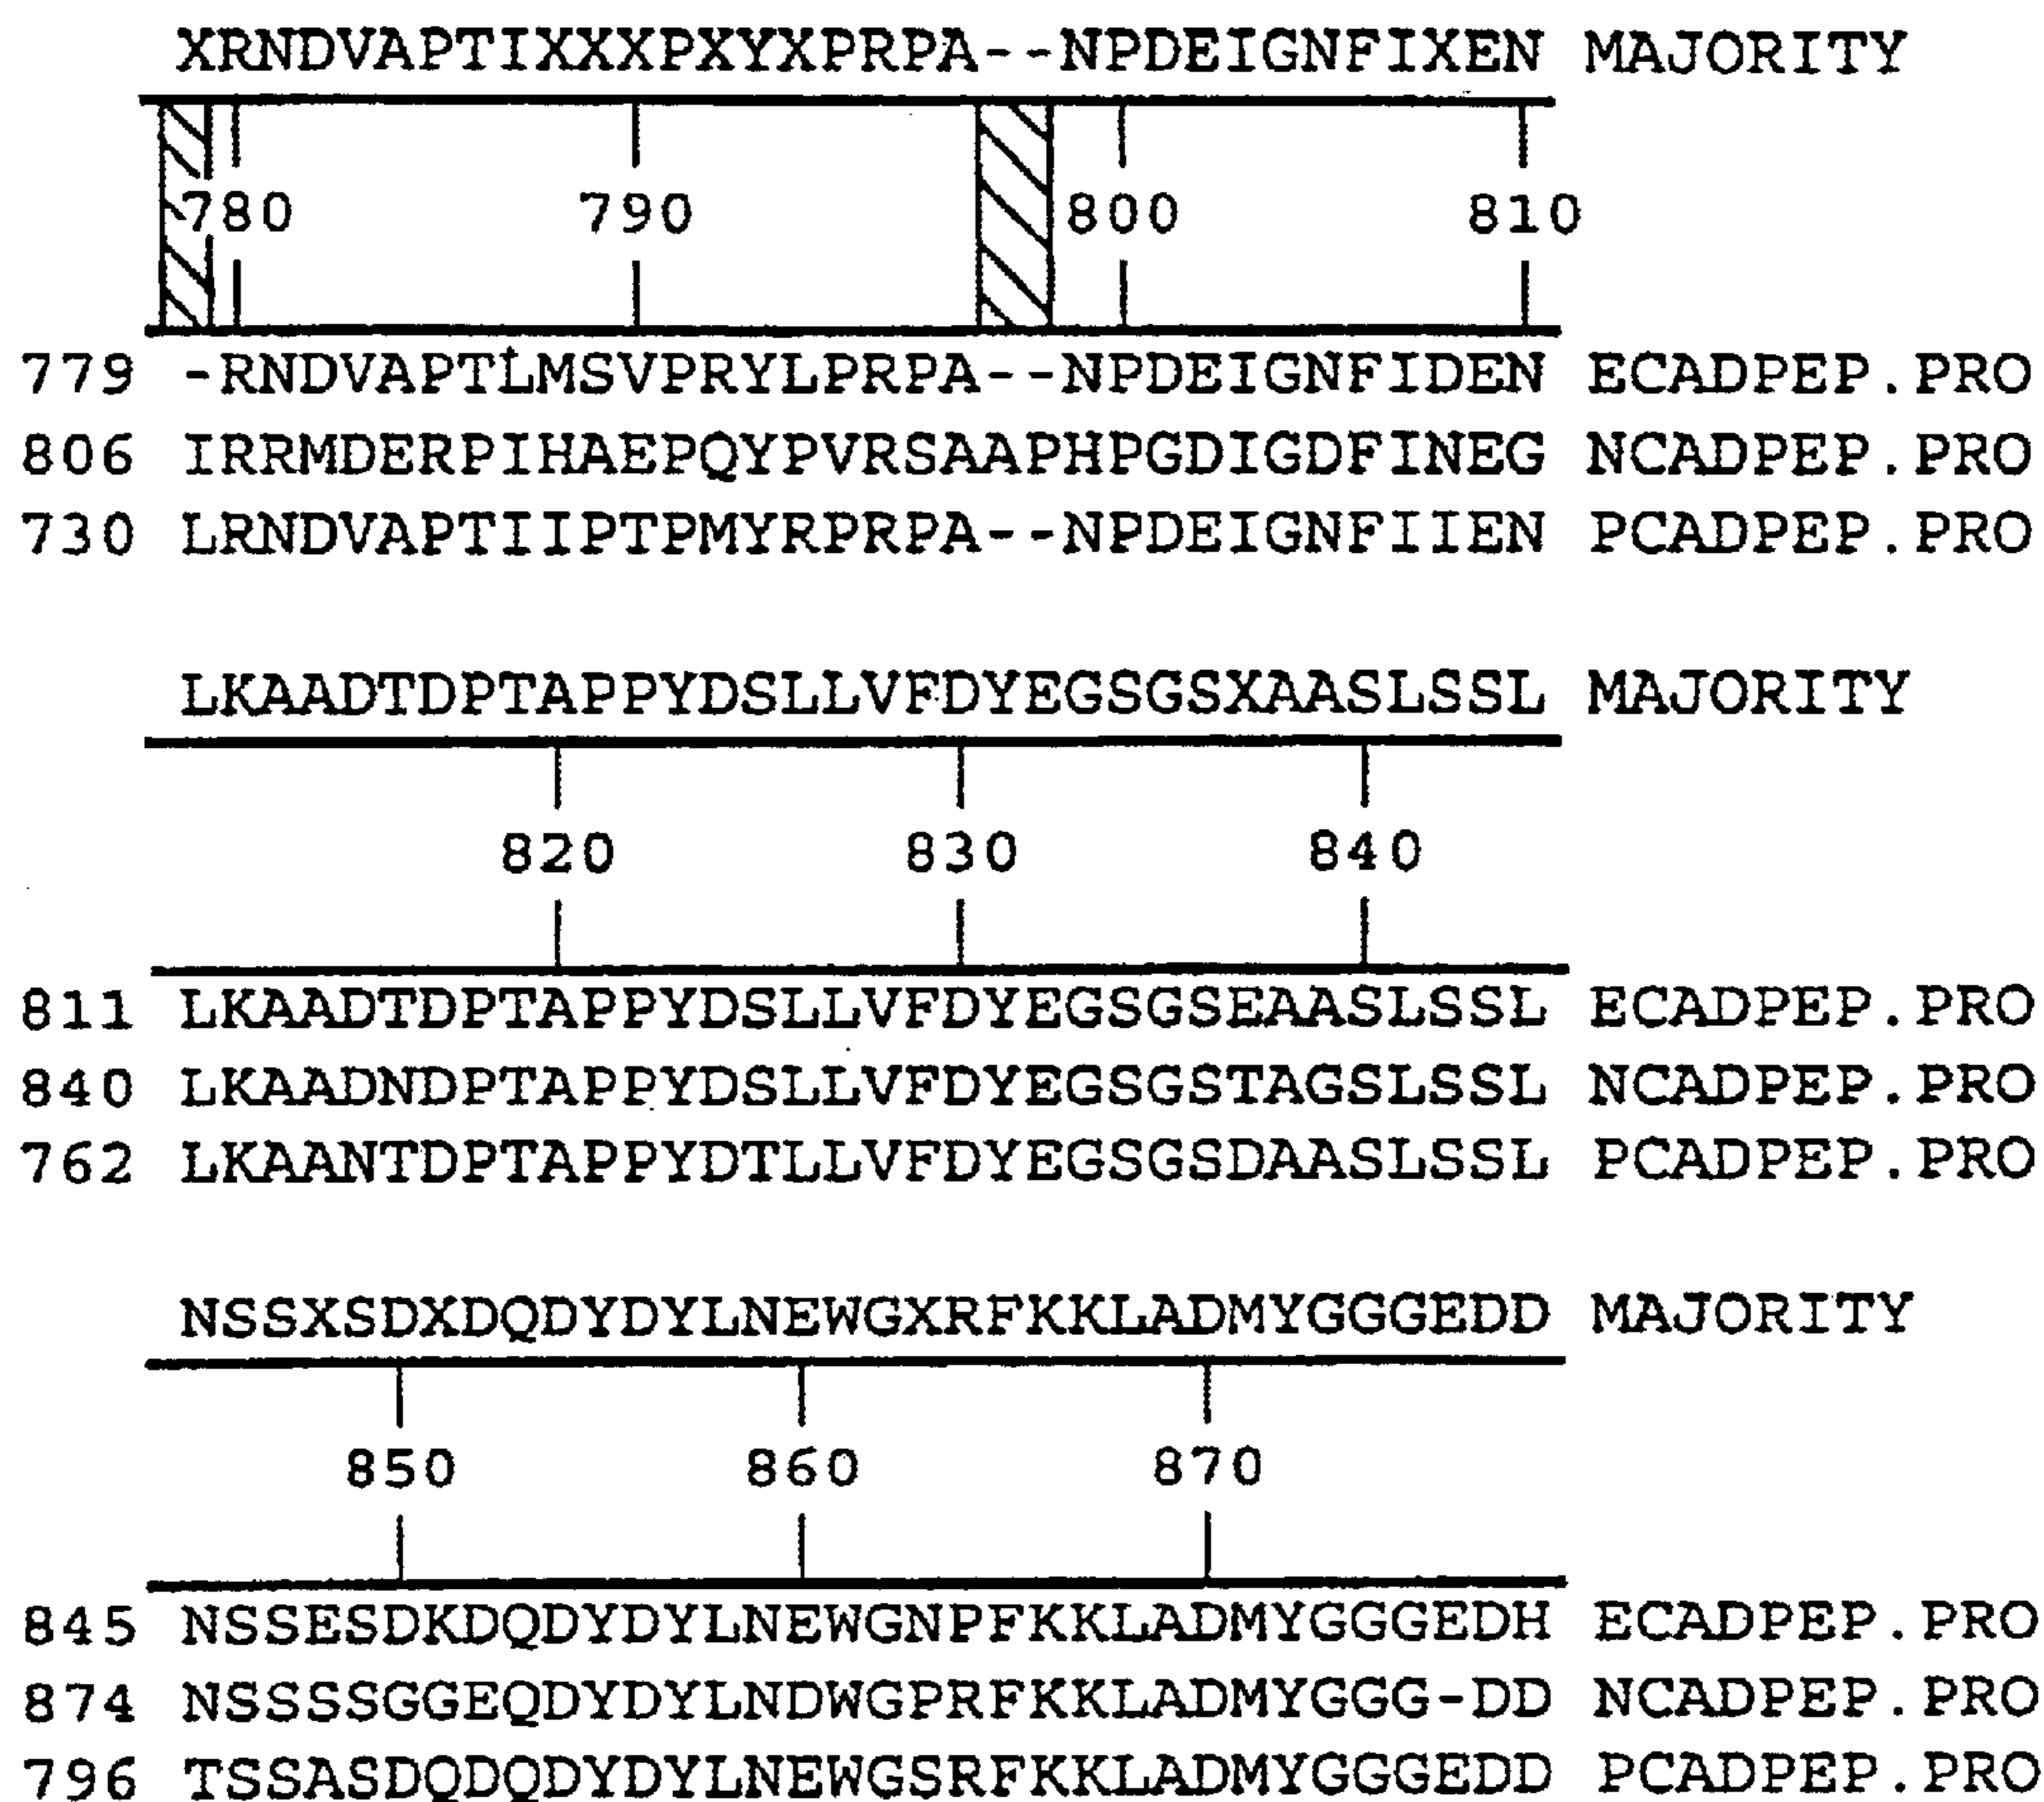 XRNDVAPTIXXXPXYXPRPA--NPDEIGNFIXEN MAJORITY
780 790 800 810
779 -RNDVAPTLMSVPRYLPRPA--NPDEIGNFIDEN ECADPEP.PRO
806 IRRMDERPIHAEPQYPVRSAAPHPGDIGDFINEG NCADPEP.PRO
730 LRNDVAPTIIPTPMYRPRPA--NPDEIGNFIIEN PCADPEP.PRO
LKAADTDPTAPPYDSLLVFDYEGSGSXAASLSSL MAJORITY
820 830 840
811 LKAADTDPTAPPYDSLLVFDYEGSGSEAASLSSL ECADPEP.PRO
840 LKAADNDPTAPPYDSLLVFDYEGSGSTAGSLSSL NCADPEP.PRO
762 LKAANTDPTAPPYDTLLVFDYEGSGSDAASLSSL PCADPEP.PRO
NSSXSDXDQDYDYLNEWGXRFKKLADMYGGGEDD MAJORITY
850 860 870
845 NSSESDKDQDYDYLNEWGNPFKKLADMYGGGEDH ECADPEP.PRO
874 NSSSSGGEQDYDYLNDWGPRFKKLADMYGGG-DD NCADPEP.PRO
796 TSSASDQDQDYDYLNEWGSRFKKLADMYGGGEDD PCADPEP.PRO